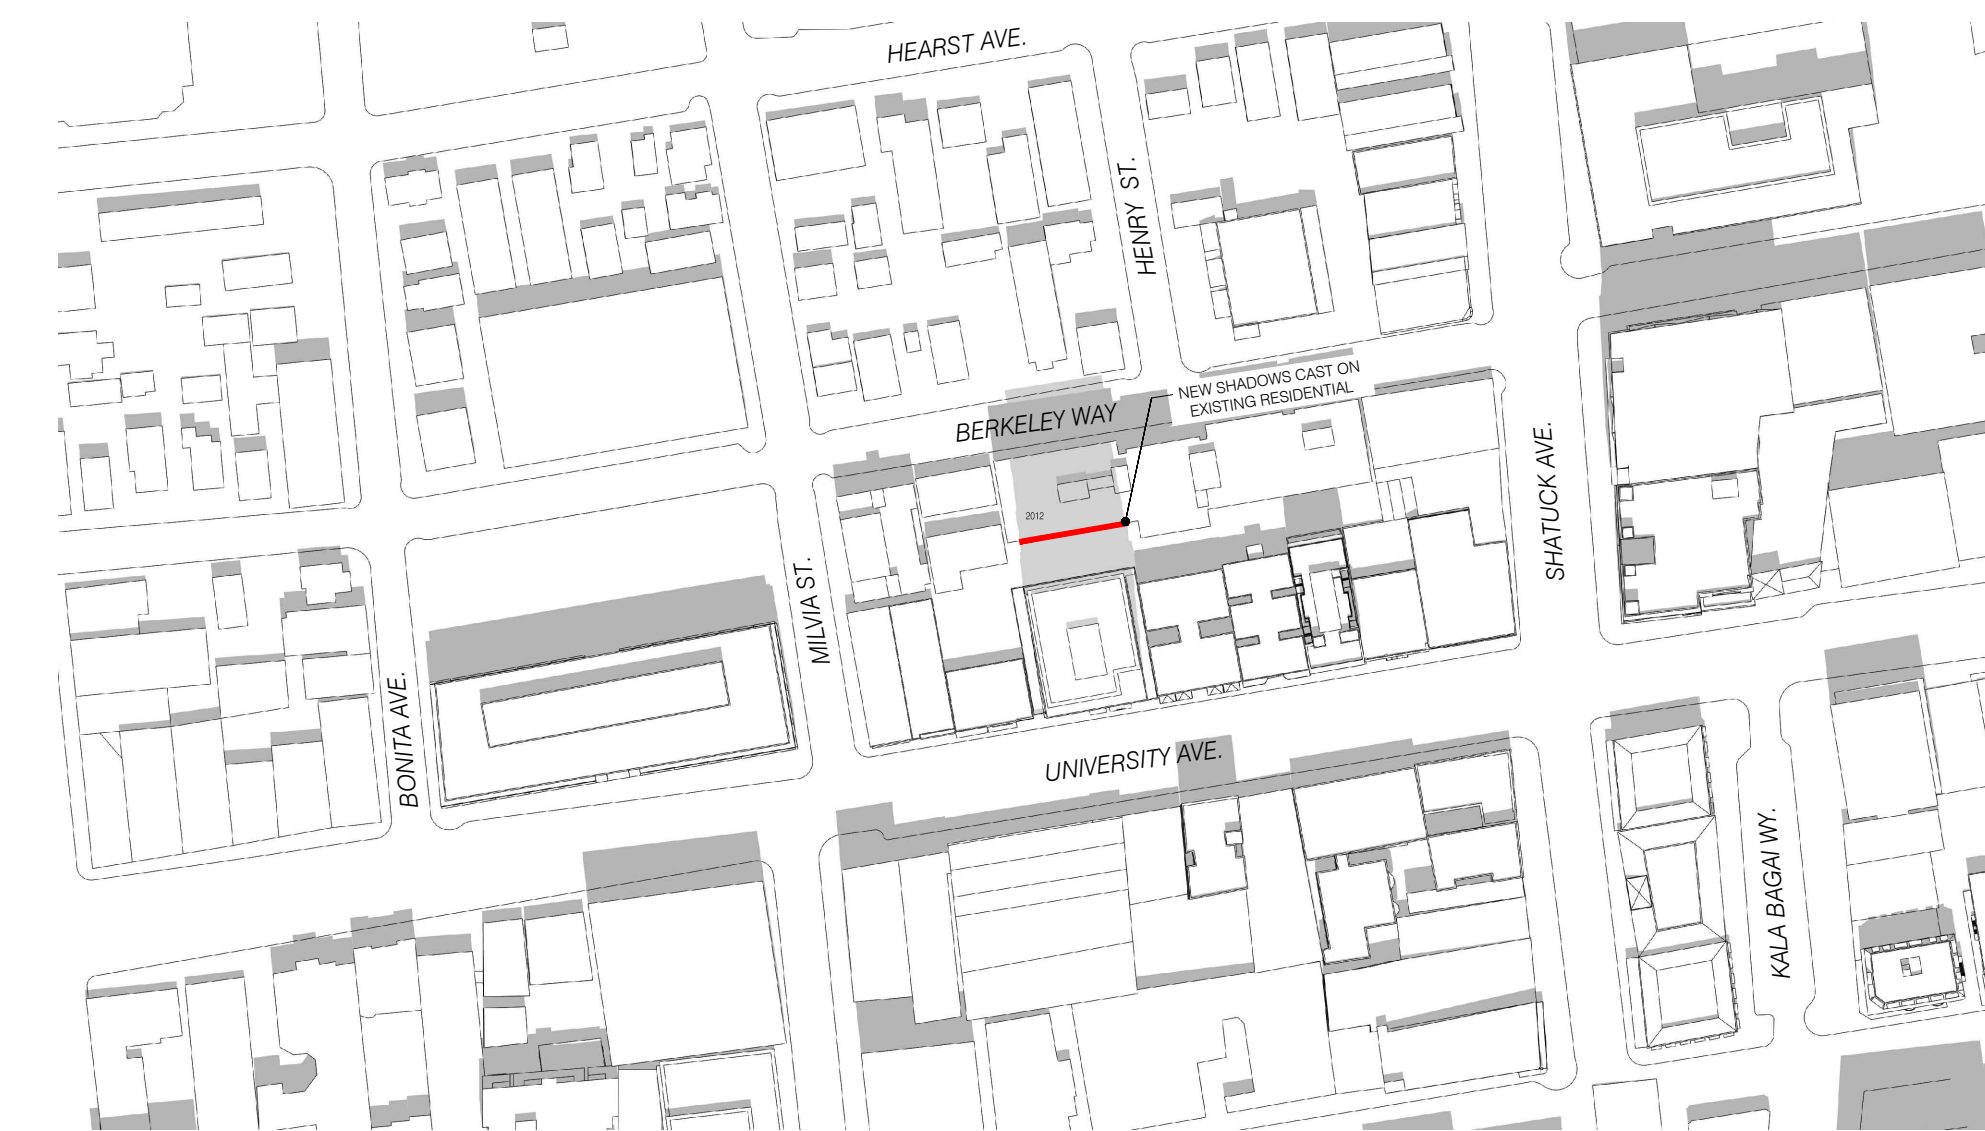 HEARST AVE.
HENRY ST.
NEW SHADOWS CAST ON
EXISTING RESIDENTIAL
BERKELEY WAY
2012
SHATUCK AVE.
MILVIA ST.
BONITA AVE.
UNIVERSITY AVE.
KALA BAGAI WY.